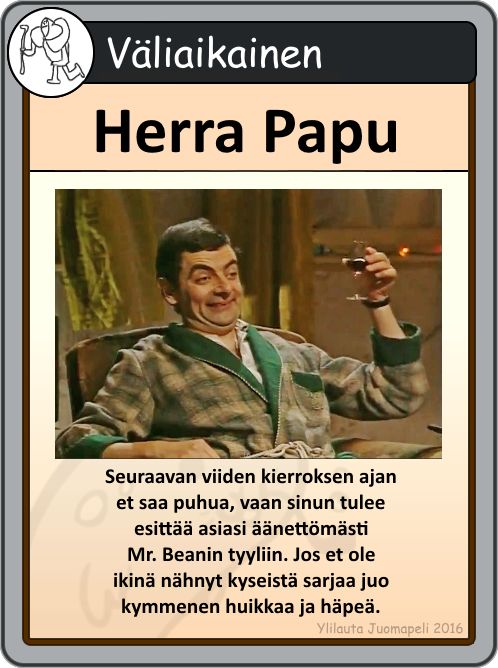 Väliaikainen
Herra Papu
Seuraavan viiden kierroksen ajan
et saa puhua, vaan sinun tulee
esittää asiasi äänettömästi
Mr. Beanin tyyliin. Jos et ole
ikinä nähnyt kyseistä sarjaa juo
kymmenen huikkaa ja häpeä.
Ylilauta Juomapeli 2016